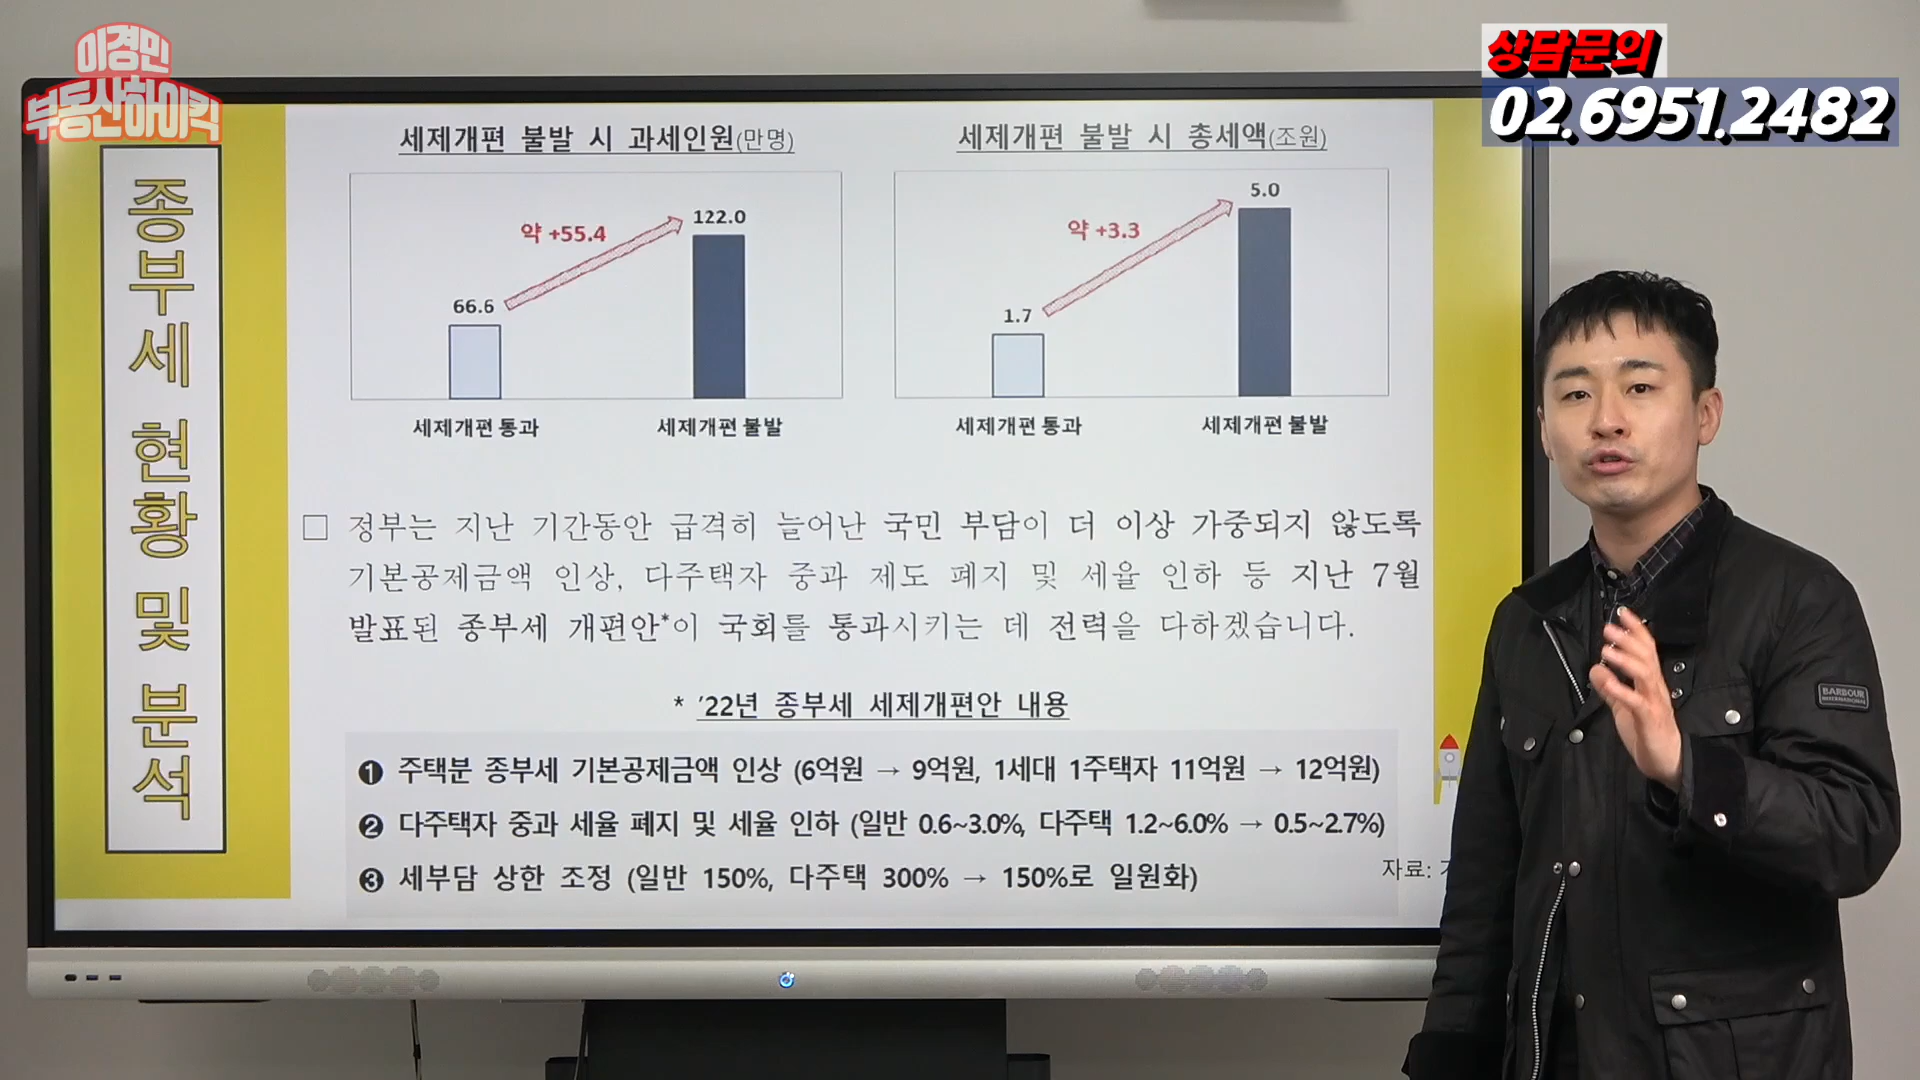 이경민
부동산하이킥
상담문의
02.6951.2482
종부세 현황 및 분석
세제개편 불발 시 과세인원(만명)
122.0
약 +55.4
66.6
세제개편 통과
세제개편 불발
세제개편 불발 시 총세액(조원)
5.0
약 +3.3
1.7
세제개편 통과
세제개편 불발
□ 정부는 지난 기간동안 급격히 늘어난 국민 부담이 더 이상 가중되지 않도록
기본공제금액 인상, 다주택자 중과 제도 폐지 및 세율 인하 등 지난 7월
발표된 종부세 개편안*이 국회를 통과시키는 데 전력을 다하겠습니다.
* ’22년 종부세 세제개편안 내용
❶ 주택분 종부세 기본공제금액 인상 (6억원 → 9억원, 1세대 1주택자 11억원 → 12억원)
❷ 다주택자 중과 세율 폐지 및 세율 인하 (일반 0.6~3.0%, 다주택 1.2~6.0% → 0.5~2.7%)
❸ 세부담 상한 조정 (일반 150%, 다주택 300% → 150%로 일원화)
자료:
BARBOUR
INTERNATIONAL